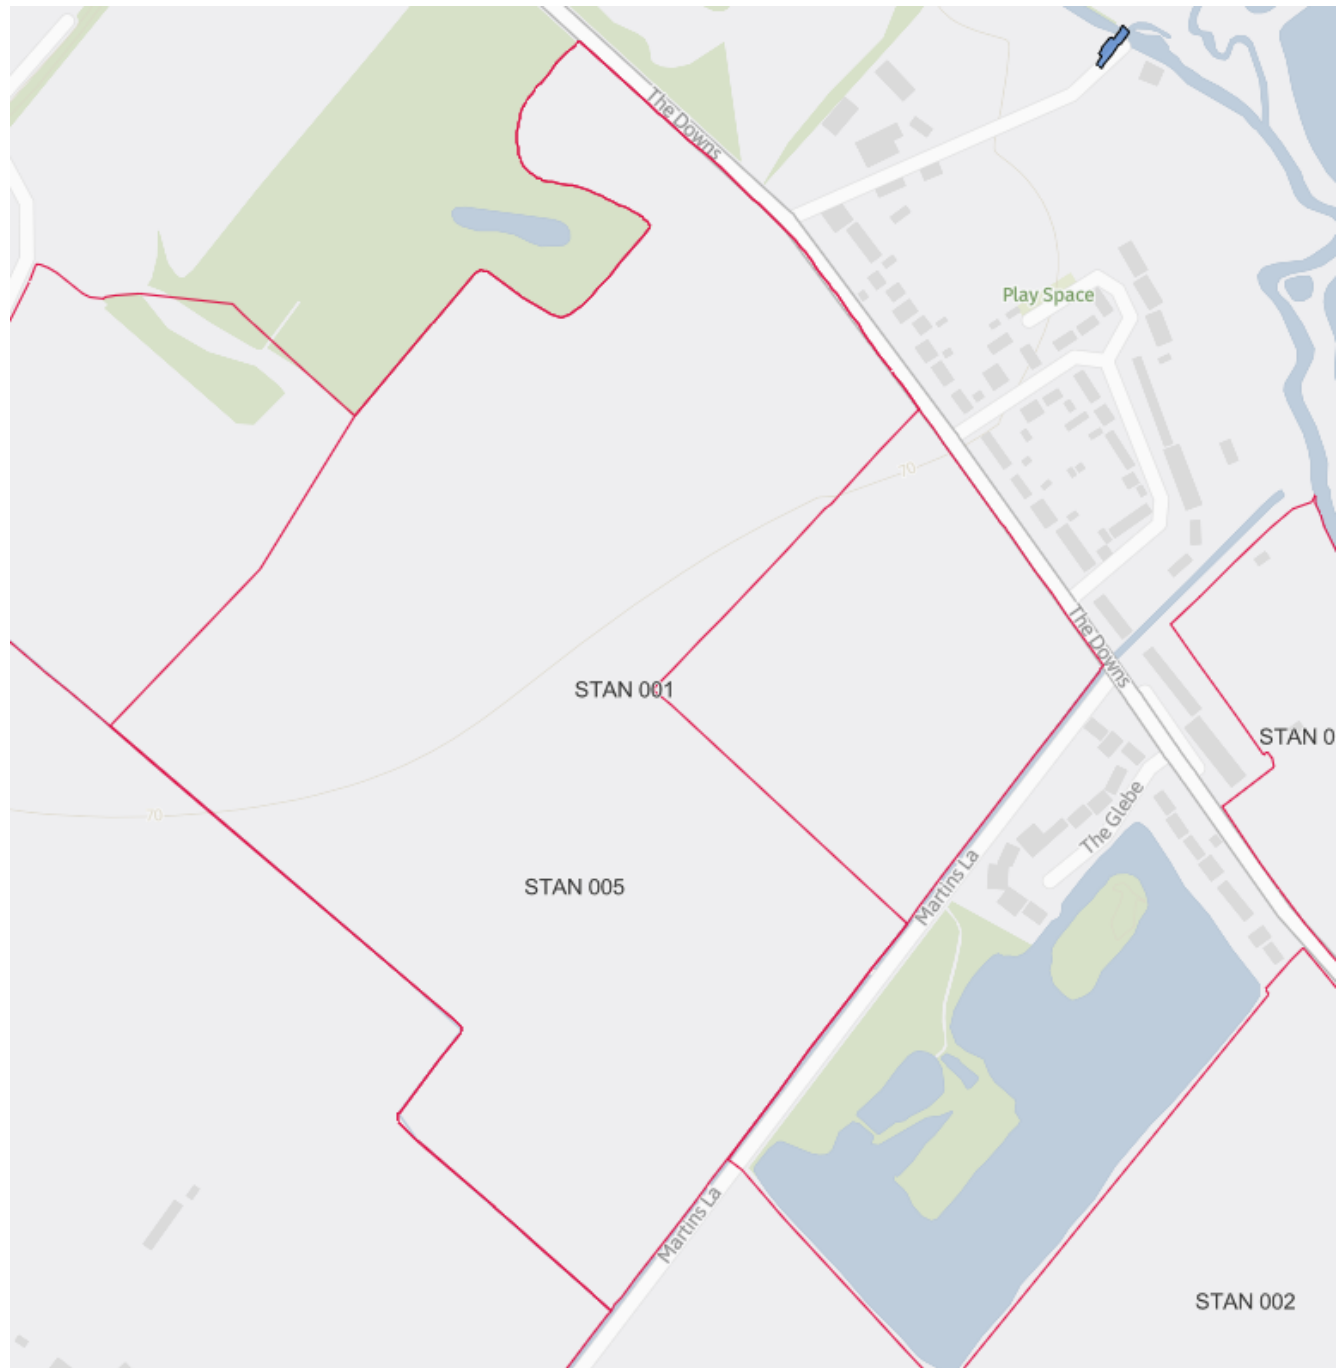 The Downs
Play Space
70
The Downs
STAN 001
STAN 0
70
The Glebe
STAN 005
Martins La
Martins La
STAN 002